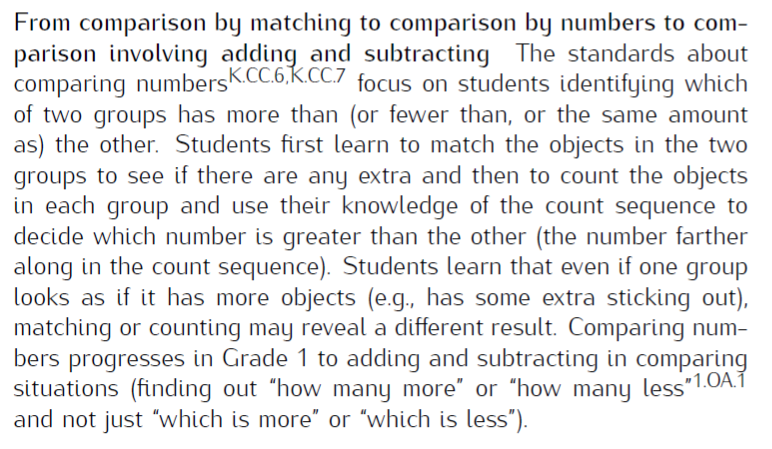 From comparison by matching to comparison by numbers to com-
parison involving adding and subtracting The standards about
comparing numbersK.CC.6,K.CC.7 focus on students identifying which
of two groups has more than (or fewer than, or the same amount
as) the other. Students first learn to match the objects in the two
groups to see if there are any extra and then to count the objects
in each group and use their knowledge of the count sequence to
decide which number is greater than the other (the number farther
along in the count sequence). Students learn that even if one group
looks as if it has more objects (e.g., has some extra sticking out),
matching or counting may reveal a different result. Comparing num-
bers progresses in Grade 1 to adding and subtracting in comparing
situations (finding out “how many more” or “how many less”1.OA.1
and not just “which is more” or “which is less”).